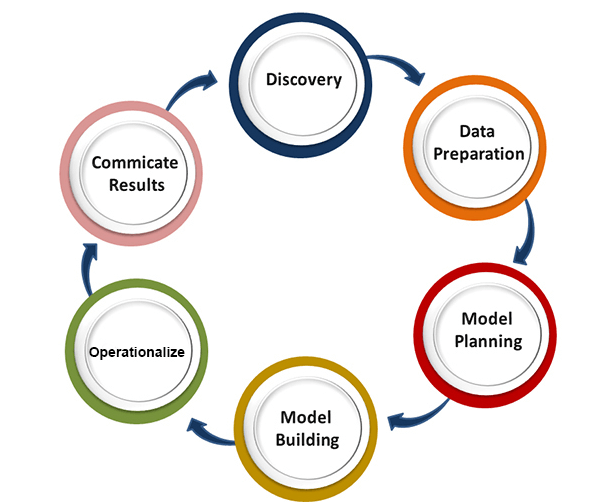 Discovery
Data
Preparation
Model
Planning
Model
Building
Operationalize
Commicate
Results